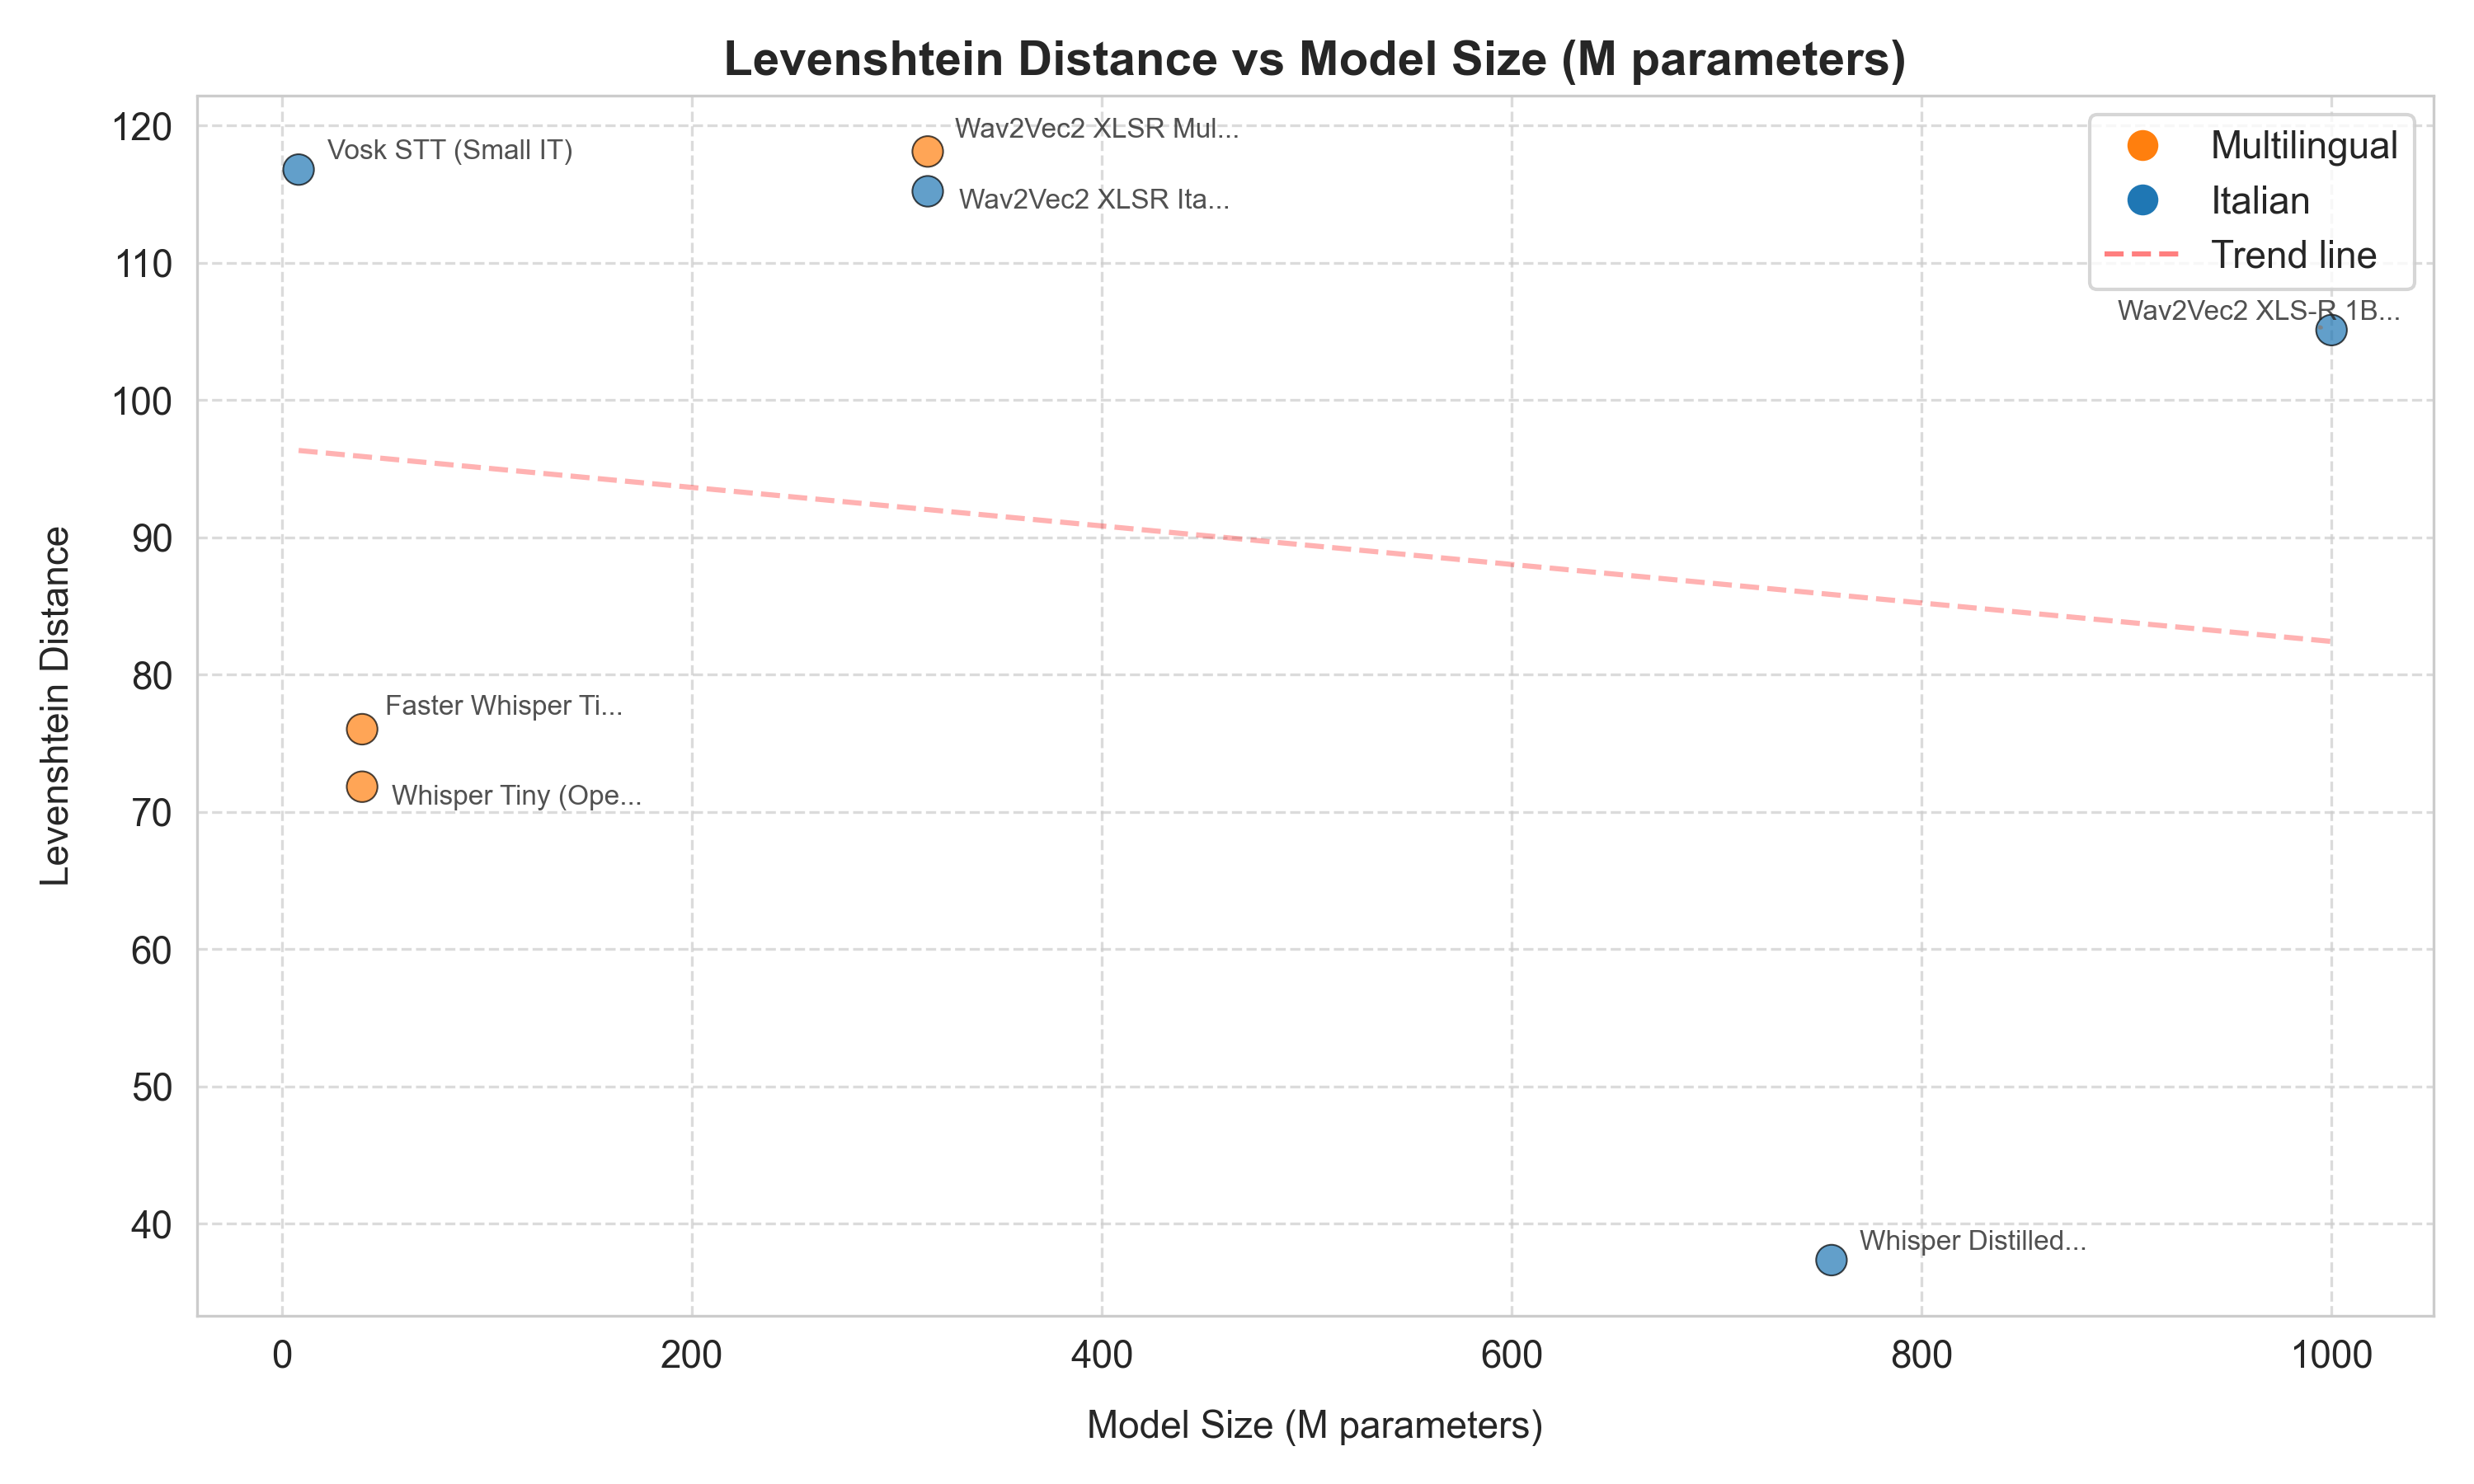 Levenshtein Distance vs Model Size (M parameters)
120
110
100
90
80
70
60
50
40
Levenshtein Distance
Vosk STT (Small IT)
Wav2Vec2 XLSR Mul...
Wav2Vec2 XLSR Ita...
Multilingual
Italian
Trend line
Wav2Vec2 XLS-R 1B...
Faster Whisper Ti...
Whisper Tiny (Ope...
Whisper Distilled...
0
200
400
600
800
1000
Model Size (M parameters)